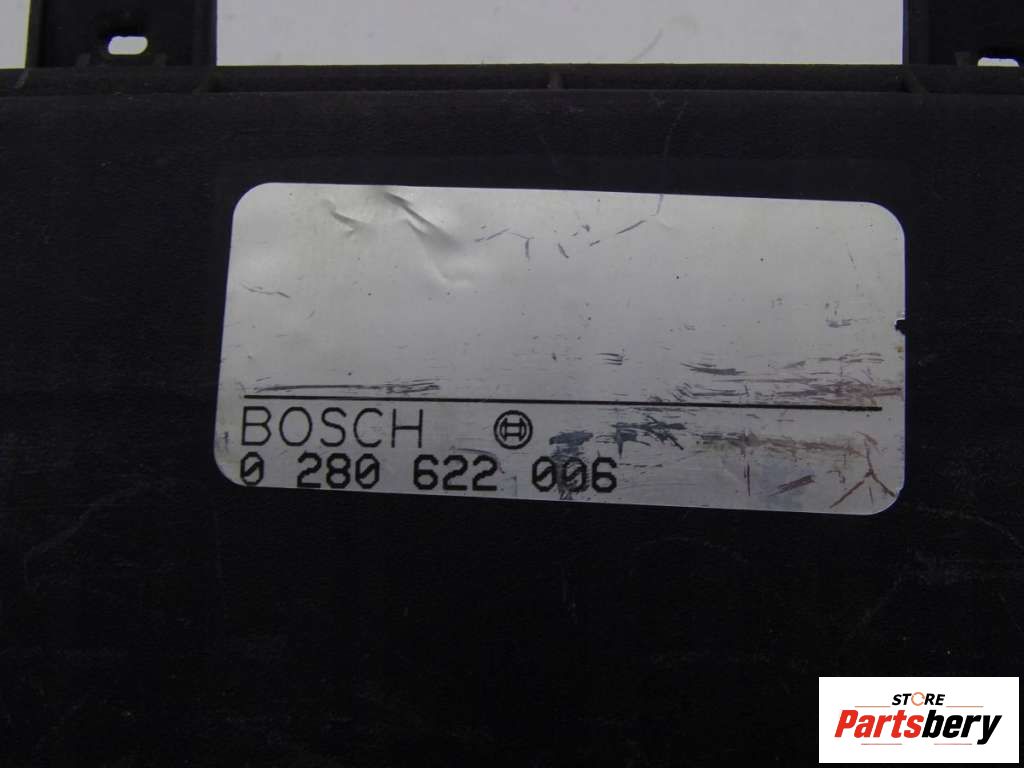 BOSCH
0 280 622 006
STORE
Partsbery